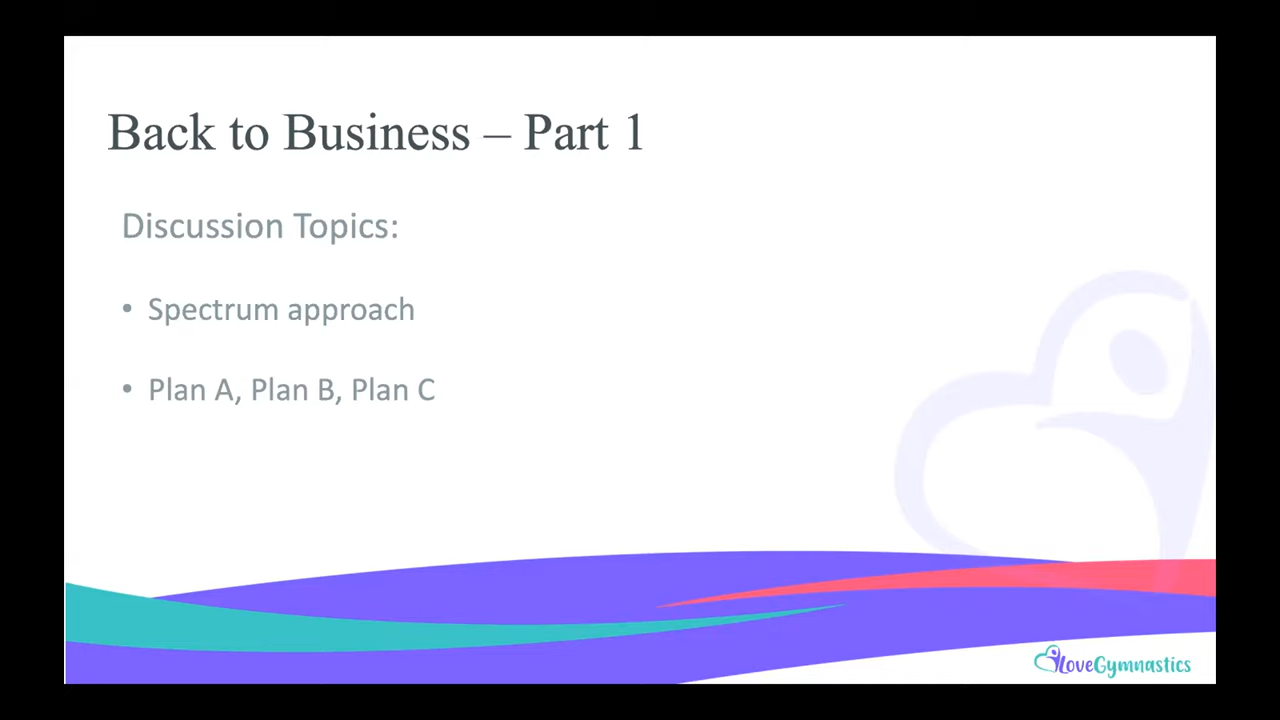 Back to Business – Part 1
Discussion Topics:
• Spectrum approach
• Plan A, Plan B, Plan C
iLoveGymnastics